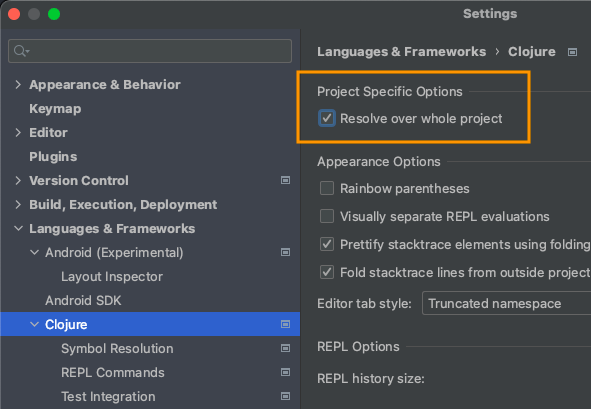 Settings
Appearance & Behavior
Keymap
Editor
Plugins
Version Control
Build, Execution, Deployment
Languages & Frameworks
Android (Experimental)
Layout Inspector
Android SDK
Clojure
Symbol Resolution
REPL Commands
Test Integration
Languages & Frameworks › Clojure
Project Specific Options
Resolve over whole project
Appearance Options
Rainbow parentheses
Visually separate REPL evaluations
Prettify stacktrace elements using folding
Fold stacktrace lines from outside project
Editor tab style: Truncated namespace
REPL Options
REPL history size: